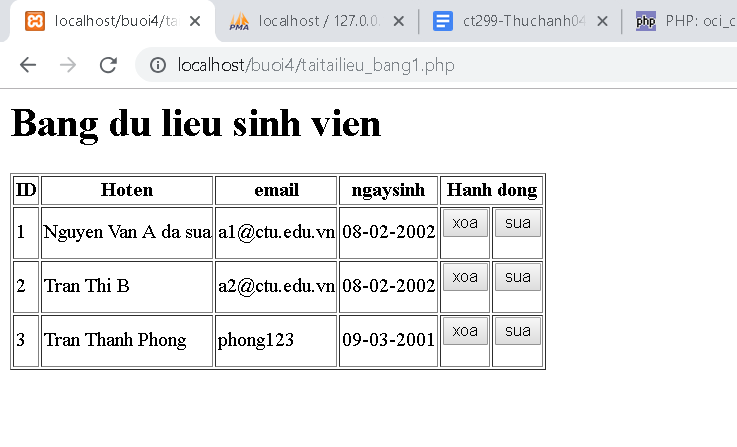 localhost/buoi4/tai
localhost / 127.0.0.
ct299-Thuchanh04
PHP: oci_c
localhost/buoi4/taitailieu_bang1.php
Bang du lieu sinh vien
ID Hoten email ngaysinh Hanh dong
1 Nguyen Van A da sua a1@ctu.edu.vn 08-02-2002 xoa sua
2 Tran Thi B a2@ctu.edu.vn 08-02-2002 xoa sua
3 Tran Thanh Phong phong123 09-03-2001 xoa sua